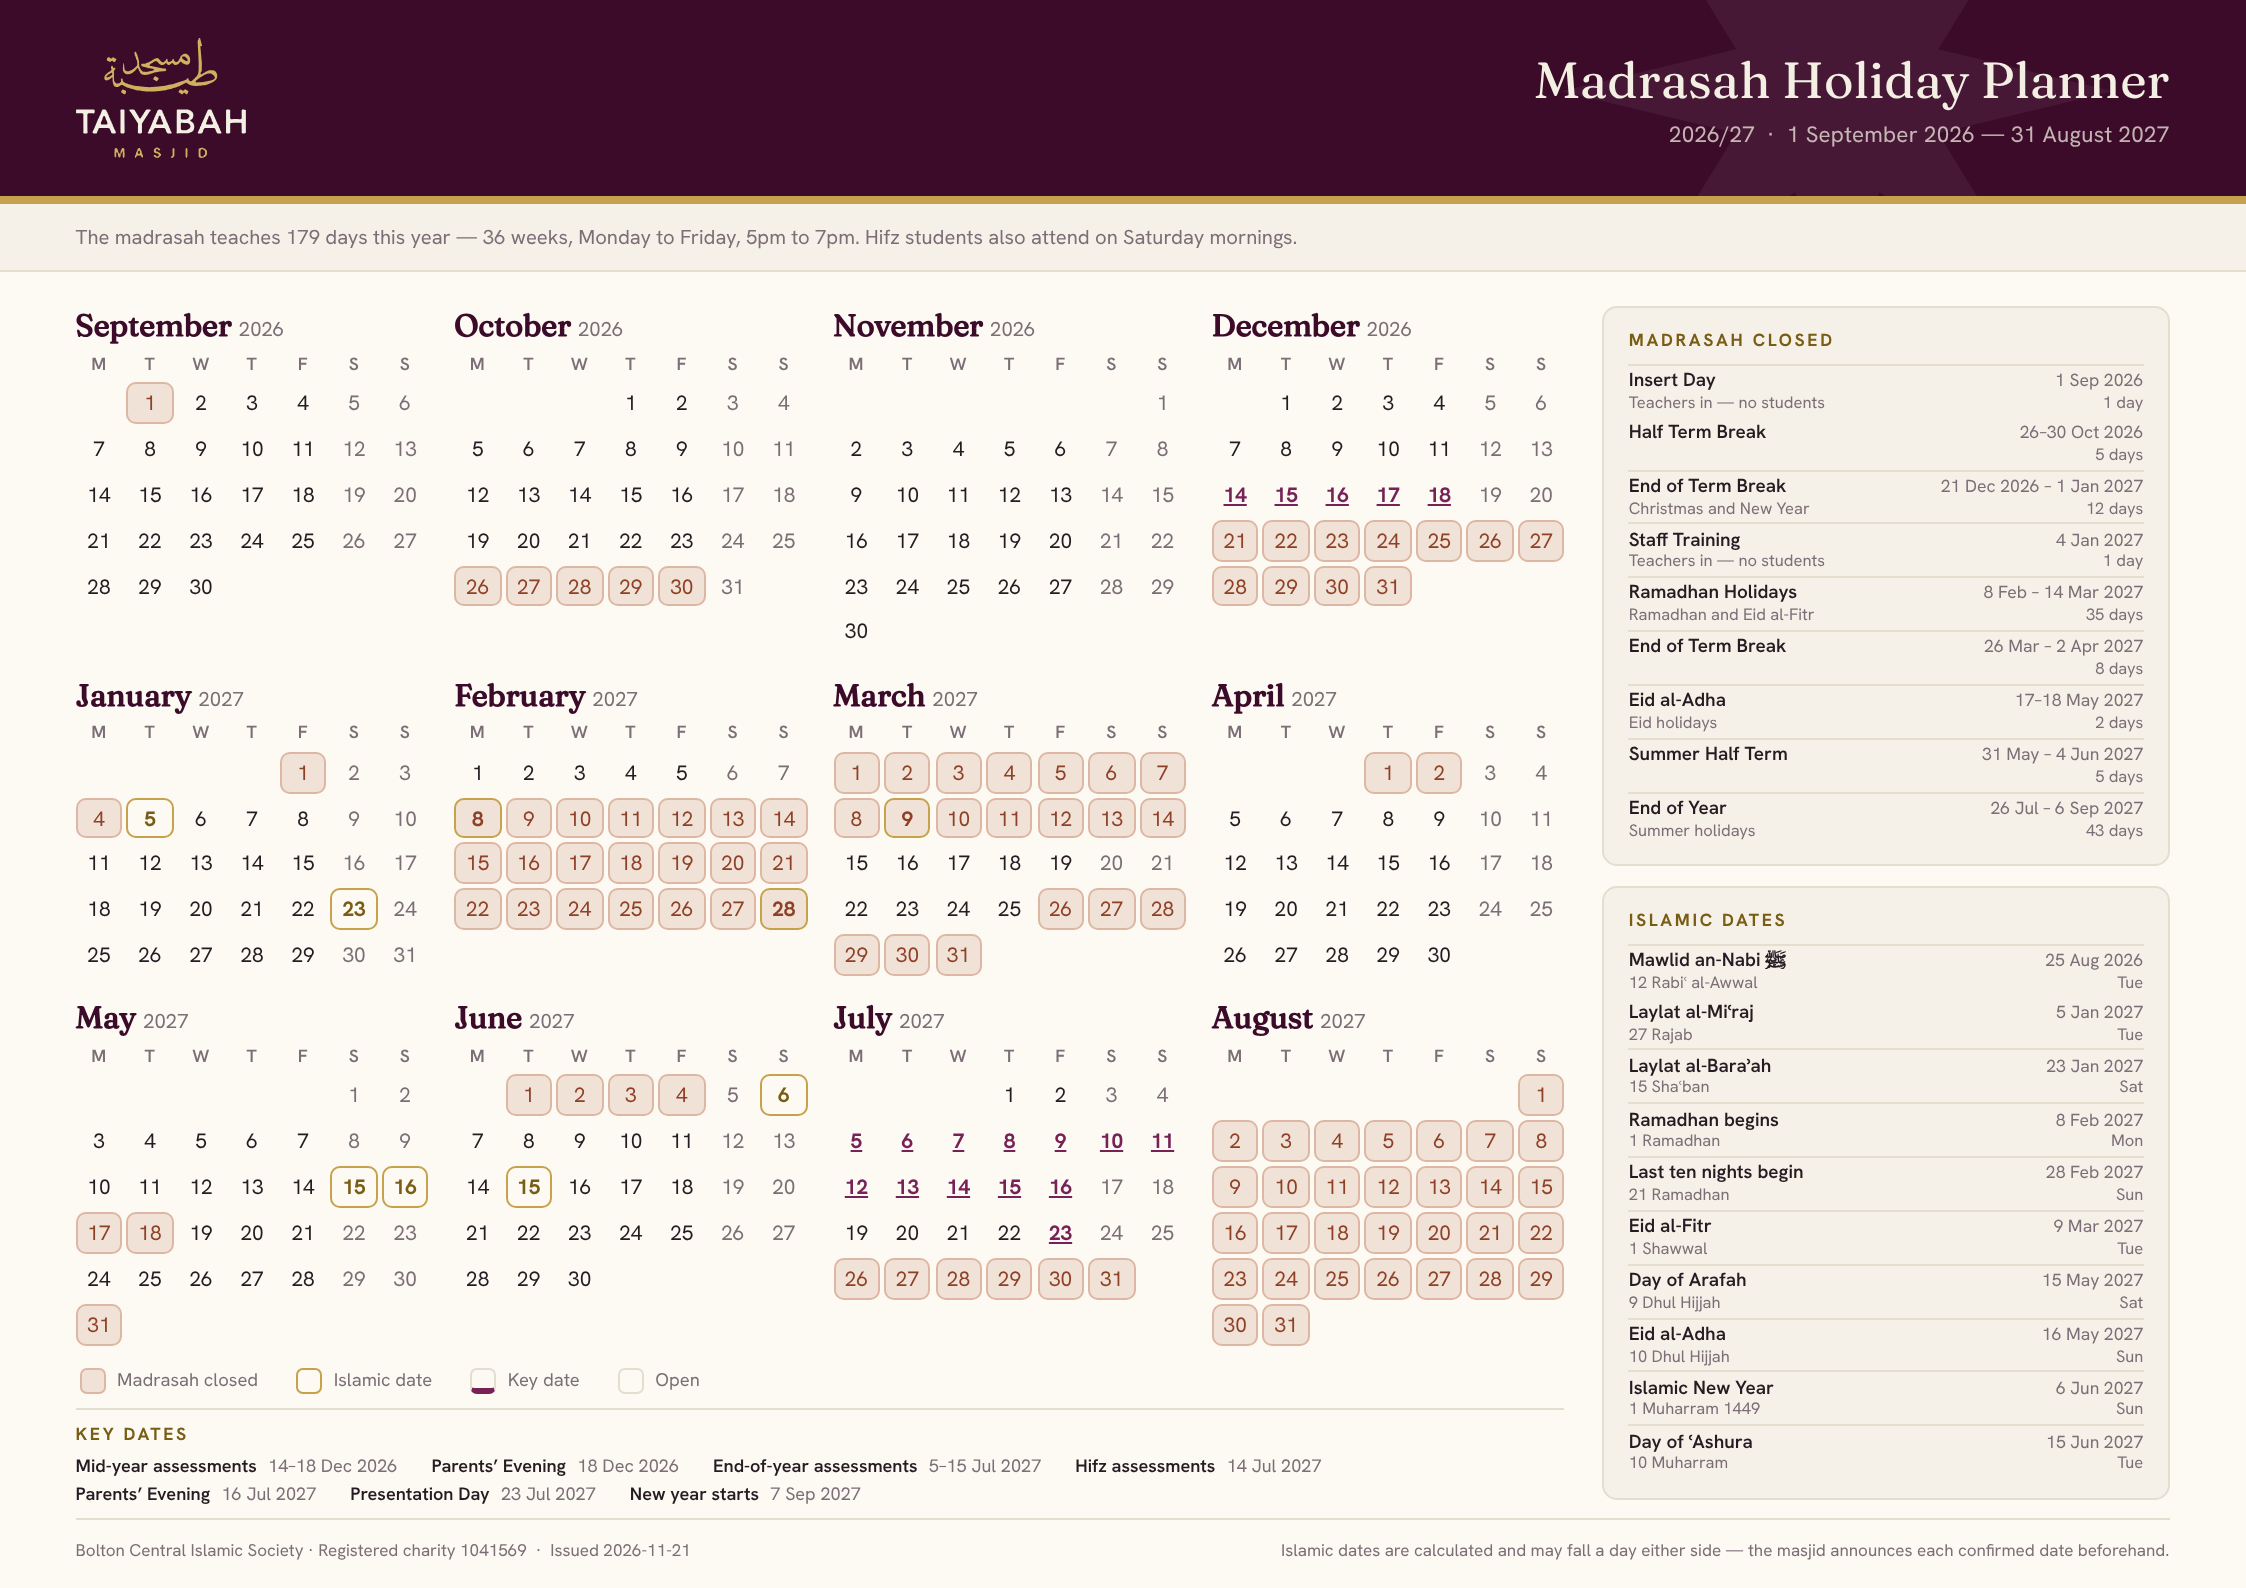 مسجد طيبة
TAIYABAH
MASJID
Madrasah Holiday Planner
2026/27 · 1 September 2026 — 31 August 2027
The madrasah teaches 179 days this year — 36 weeks, Monday to Friday, 5pm to 7pm. Hifz students also attend on Saturday mornings.
September 2026
M T W T F S S
1 2 3 4 5 6
7 8 9 10 11 12 13
14 15 16 17 18 19 20
21 22 23 24 25 26 27
28 29 30
October 2026
M T W T F S S
1 2 3 4
5 6 7 8 9 10 11
12 13 14 15 16 17 18
19 20 21 22 23 24 25
26 27 28 29 30 31
November 2026
M T W T F S S
1
2 3 4 5 6 7 8
9 10 11 12 13 14 15
16 17 18 19 20 21 22
23 24 25 26 27 28 29
30
December 2026
M T W T F S S
1 2 3 4 5 6
7 8 9 10 11 12 13
14 15 16 17 18 19 20
21 22 23 24 25 26 27
28 29 30 31
January 2027
M T W T F S S
1 2 3
4 5 6 7 8 9 10
11 12 13 14 15 16 17
18 19 20 21 22 23 24
25 26 27 28 29 30 31
February 2027
M T W T F S S
1 2 3 4 5 6 7
8 9 10 11 12 13 14
15 16 17 18 19 20 21
22 23 24 25 26 27 28
March 2027
M T W T F S S
1 2 3 4 5 6 7
8 9 10 11 12 13 14
15 16 17 18 19 20 21
22 23 24 25 26 27 28
29 30 31
April 2027
M T W T F S S
1 2 3 4
5 6 7 8 9 10 11
12 13 14 15 16 17 18
19 20 21 22 23 24 25
26 27 28 29 30
May 2027
M T W T F S S
1 2
3 4 5 6 7 8 9
10 11 12 13 14 15 16
17 18 19 20 21 22 23
24 25 26 27 28 29 30
31
June 2027
M T W T F S S
1 2 3 4 5 6
7 8 9 10 11 12 13
14 15 16 17 18 19 20
21 22 23 24 25 26 27
28 29 30
July 2027
M T W T F S S
1 2 3 4
5 6 7 8 9 10 11
12 13 14 15 16 17 18
19 20 21 22 23 24 25
26 27 28 29 30 31
August 2027
M T W T F S S
1
2 3 4 5 6 7 8
9 10 11 12 13 14 15
16 17 18 19 20 21 22
23 24 25 26 27 28 29
30 31
Madrasah closed Islamic date Key date Open
KEY DATES
Mid-year assessments 14–18 Dec 2026 Parents’ Evening 18 Dec 2026 End-of-year assessments 5–15 Jul 2027 Hifz assessments 14 Jul 2027
Parents’ Evening 16 Jul 2027 Presentation Day 23 Jul 2027 New year starts 7 Sep 2027
MADRASAH CLOSED
Insert Day 1 Sep 2026
Teachers in — no students 1 day
Half Term Break 26–30 Oct 2026
5 days
End of Term Break 21 Dec 2026 – 1 Jan 2027
Christmas and New Year 12 days
Staff Training 4 Jan 2027
Teachers in — no students 1 day
Ramadhan Holidays 8 Feb – 14 Mar 2027
Ramadhan and Eid al-Fitr 35 days
End of Term Break 26 Mar – 2 Apr 2027
8 days
Eid al-Adha 17–18 May 2027
Eid holidays 2 days
Summer Half Term 31 May – 4 Jun 2027
5 days
End of Year 26 Jul – 6 Sep 2027
Summer holidays 43 days
ISLAMIC DATES
Mawlid an-Nabi ﷺ 25 Aug 2026
12 Rabiʿ al-Awwal Tue
Laylat al-Miʿraj 5 Jan 2027
27 Rajab Tue
Laylat al-Bara’ah 23 Jan 2027
15 Shaʿban Sat
Ramadhan begins 8 Feb 2027
1 Ramadhan Mon
Last ten nights begin 28 Feb 2027
21 Ramadhan Sun
Eid al-Fitr 9 Mar 2027
1 Shawwal Tue
Day of Arafah 15 May 2027
9 Dhul Hijjah Sat
Eid al-Adha 16 May 2027
10 Dhul Hijjah Sun
Islamic New Year 6 Jun 2027
1 Muharram 1449 Sun
Day of ʿAshura 15 Jun 2027
10 Muharram Tue
Bolton Central Islamic Society · Registered charity 1041569 · Issued 2026-11-21
Islamic dates are calculated and may fall a day either side — the masjid announces each confirmed date beforehand.